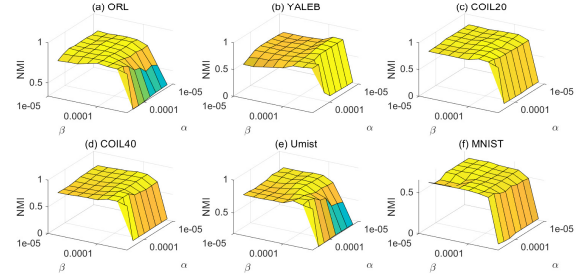 (a) ORL
NMI
1
0.5
1e-05
0.0001
β
1e-05
0.0001
α
(b) YALEB
NMI
1
0.5
0
1e-05
0.0001
β
1e-05
0.0001
α
(c) COIL20
NMI
1
0.5
0
1e-05
0.0001
β
1e-05
0.0001
α
(d) COIL40
NMI
1
0.5
0
1e-05
0.0001
β
1e-05
0.0001
α
(e) Umist
NMI
1
0.5
1e-05
0.0001
β
1e-05
0.0001
α
(f) MNIST
NMI
0.5
0
1e-05
0.0001
β
1e-05
0.0001
α